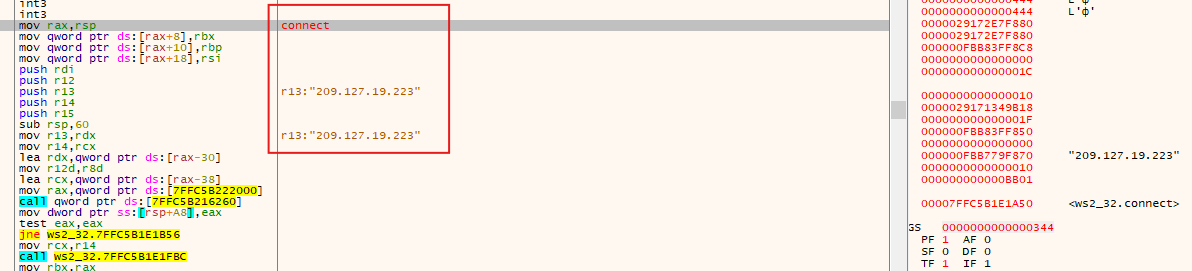 int3
int3
mov rax,rsp connect
mov qword ptr ds:[rax+8],rbx
mov qword ptr ds:[rax+10],rbp
mov qword ptr ds:[rax+18],rsi
push rdi
push r12
push r13 r13:"209.127.19.223"
push r14
push r15
sub rsp,60
mov r13,rdx r13:"209.127.19.223"
mov r14,rcx
lea rdx,qword ptr ds:[rax-30]
mov r12d,r8d
lea rcx,qword ptr ds:[rax-38]
mov rax,qword ptr ds:[7FFC5B222000]
call qword ptr ds:[7FFC5B216260]
mov dword ptr ss:[rsp+A8],eax
test eax,eax
jne ws2_32.7FFC5B1E1B56
mov rcx,r14
call ws2_32.7FFC5B1E1FBC
mov rbx,rax
0000000000000444 L'ф'
0000000000000444 L'ф'
0000029172E7F880
0000029172E7F880
000000FBB83FF8C8
0000000000000000
000000000000001C
0000000000000010
0000029171349B18
000000000000001F
000000FBB83FF850
0000000000000000
000000FBB779F870 "209.127.19.223"
0000000000000010
000000000000BB01
00007FFC5B1E1A50 <ws2_32.connect>
GS 0000000000000344
PF 1 AF 0
SF 0 DF 0
TF 1 IF 1